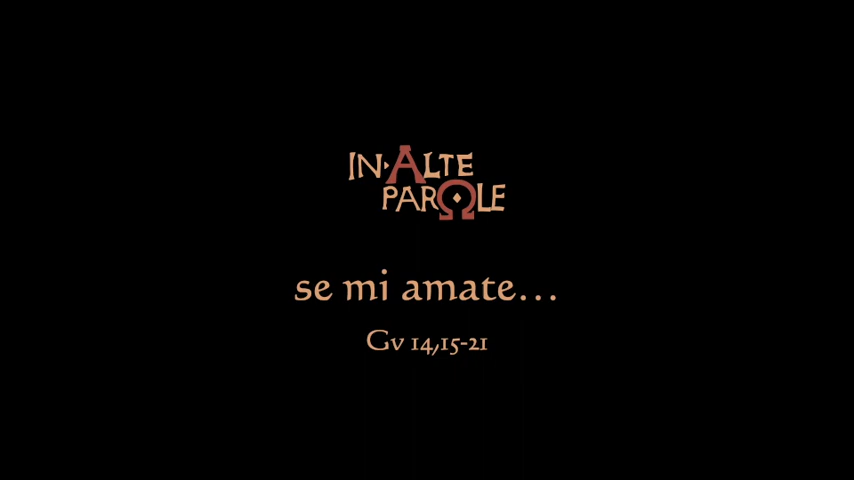 IN·ALTE
PARΩLE
se mi amate...
Gv 14,15-21